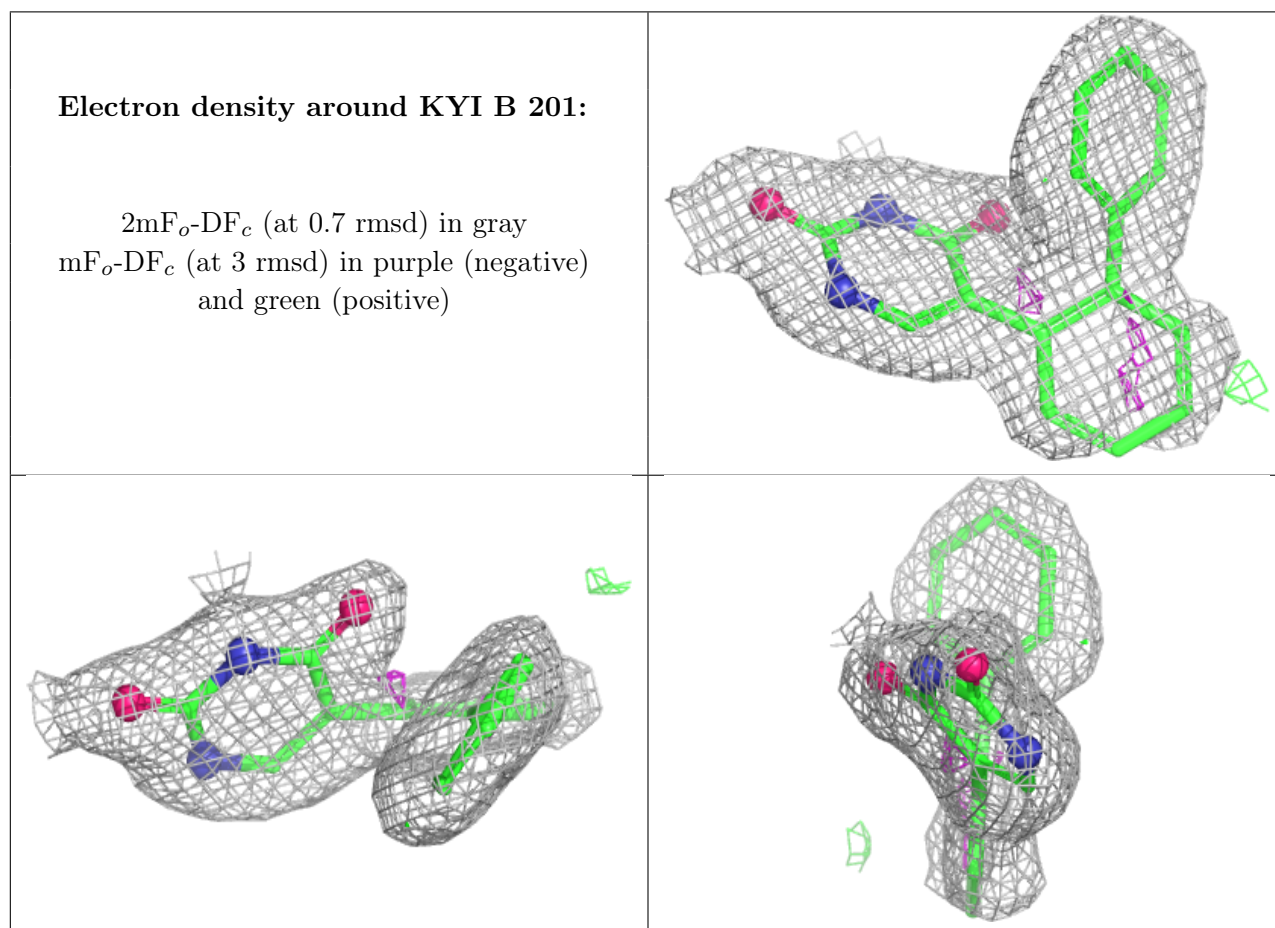 Electron density around KYI B 201:
2mFo-DFc (at 0.7 rmsd) in gray
mFo-DFc (at 3 rmsd) in purple (negative)
and green (positive)